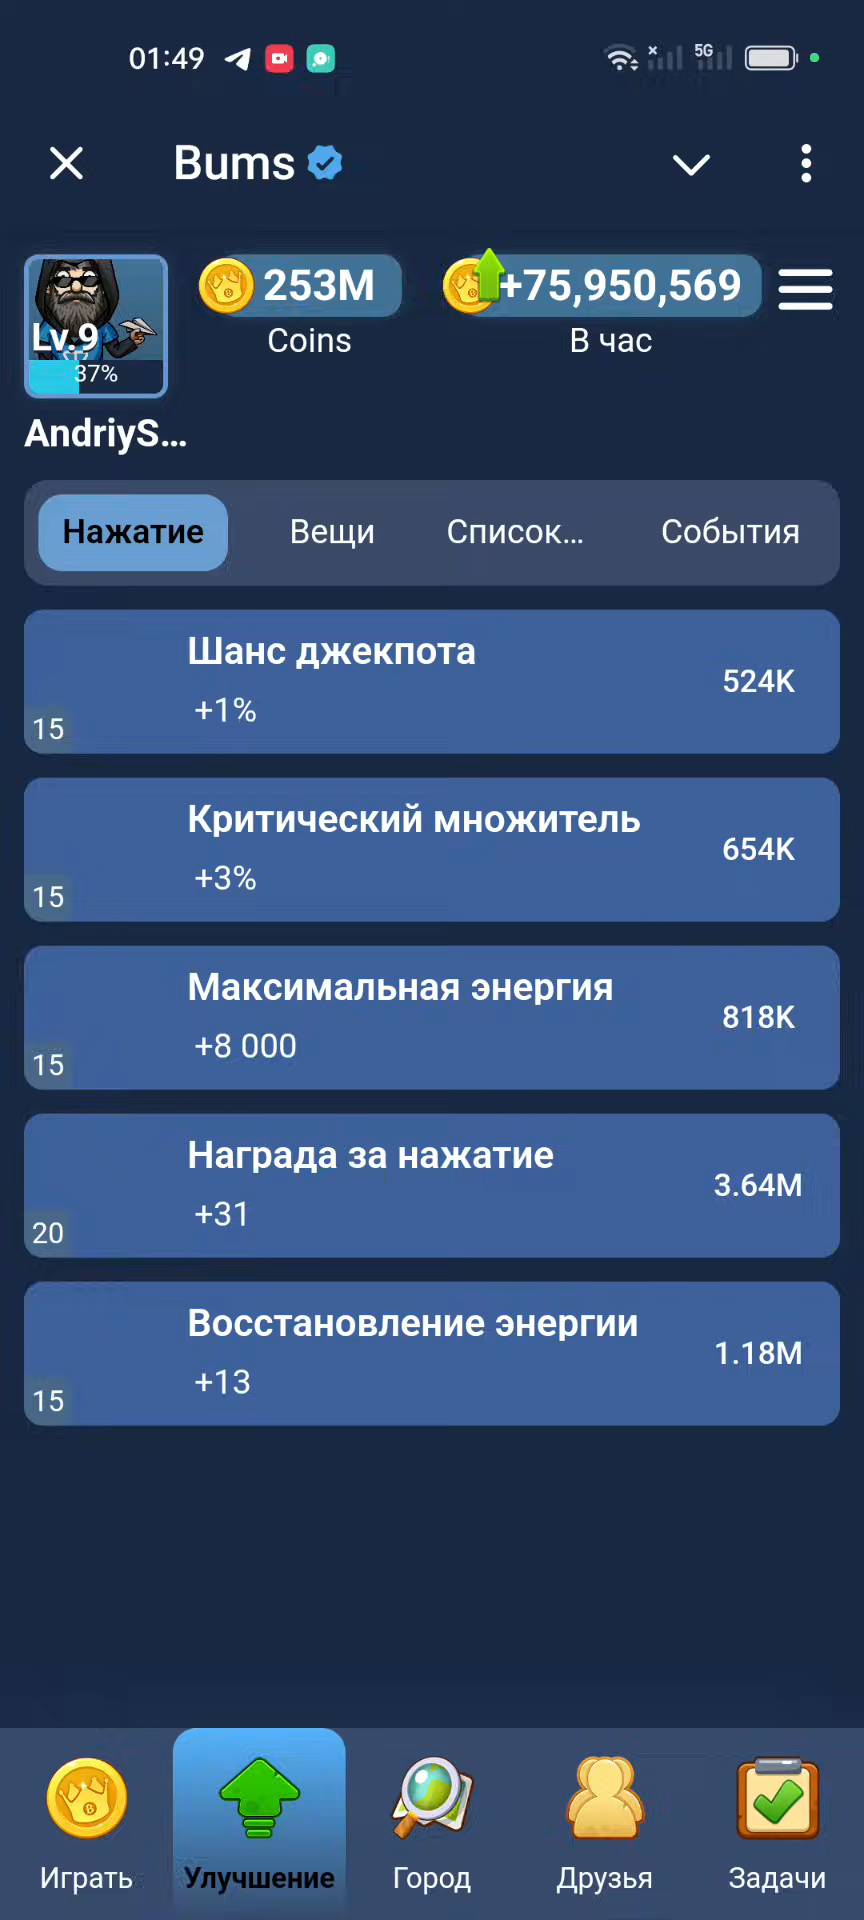 01:49
5G
Bums
253M
+75,950,569
Coins
В час
Lv.9
37%
AndriyS...
Нажатие
Вещи
Список...
События
Шанс джекпота
+1%
524K
15
Критический множитель
+3%
654K
15
Максимальная энергия
+8 000
818K
15
Награда за нажатие
+31
3.64M
20
Восстановление энергии
+13
1.18M
15
Играть
Улучшение
Город
Друзья
Задачи